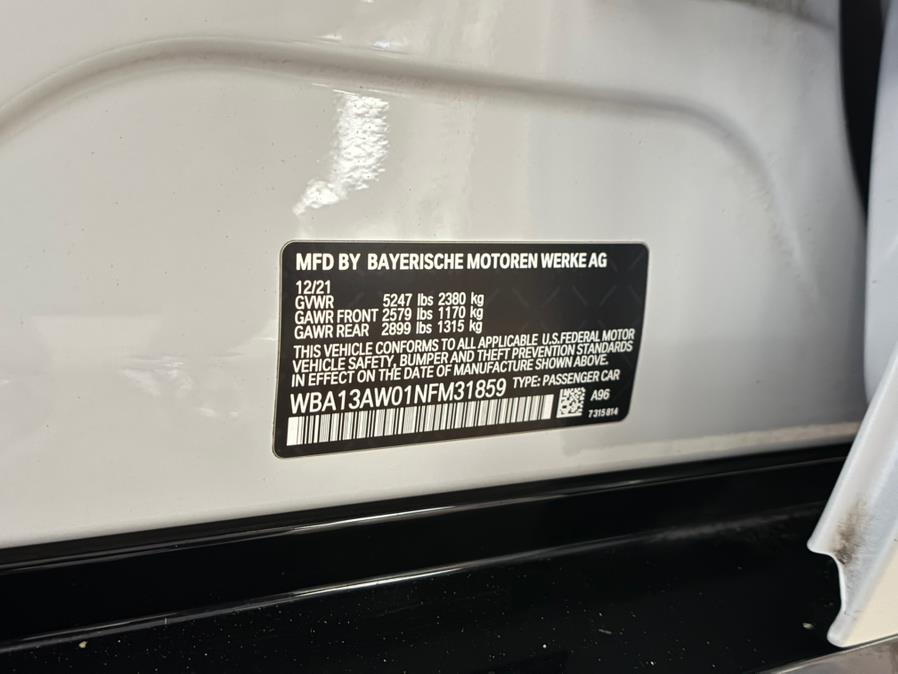 MFD BY BAYERISCHE MOTOREN WERKE AG
12/21
GVWR 5247 lbs 2380 kg
GAWR FRONT 2579 lbs 1170 kg
GAWR REAR 2899 lbs 1315 kg
THIS VEHICLE CONFORMS TO ALL APPLICABLE U.S.FEDERAL MOTOR
VEHICLE SAFETY, BUMPER AND THEFT PREVENTION STANDARDS
IN EFFECT ON THE DATE OF MANUFACTURE SHOWN ABOVE.
WBA13AW01NFM31859 TYPE: PASSENGER CAR
A96
7315814